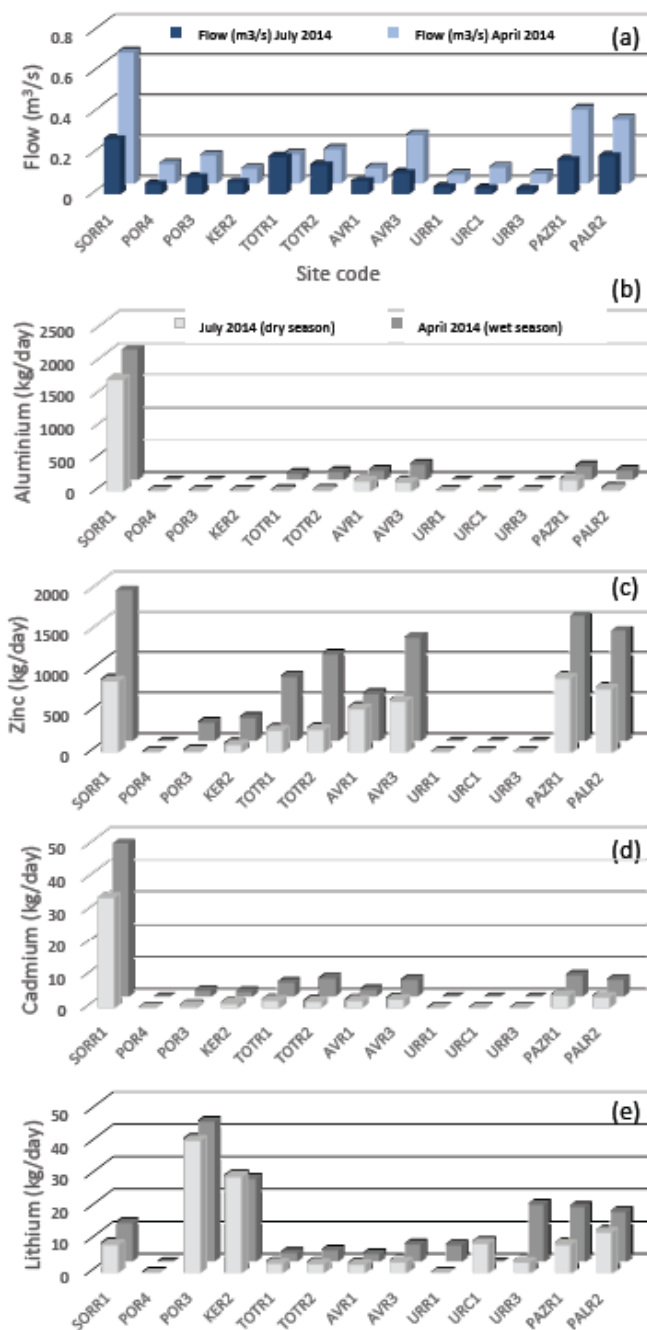 0.8
Flow (m3/s) July 2014 Flow (m3/s) April 2014 (a)
0.6
0.4
0.2
0
Flow (m³/s)
SORR1 POR4 POR3 KER2 TOTR1 TOTR2 AVR1 AVR3 URR1 URC1 URR3 PAZR1 PALR2
Site code
(b)
2500
July 2014 (dry season) April 2014 (wet season)
2000
1500
1000
500
0
Aluminium (kg/day)
SORR1 POR4 POR3 KER2 TOTR1 TOTR2 AVR1 AVR3 URR1 URC1 URR3 PAZR1 PALR2
(c)
2000
1500
1000
500
0
Zinc (kg/day)
SORR1 POR4 POR3 KER2 TOTR1 TOTR2 AVR1 AVR3 URR1 URC1 URR3 PAZR1 PALR2
(d)
50
40
30
20
10
0
Cadmium (kg/day)
SORR1 POR4 POR3 KER2 TOTR1 TOTR2 AVR1 AVR3 URR1 URC1 URR3 PAZR1 PALR2
(e)
50
40
30
20
10
0
Lithium (kg/day)
SORR1 POR4 POR3 KER2 TOTR1 TOTR2 AVR1 AVR3 URR1 URC1 URR3 PAZR1 PALR2